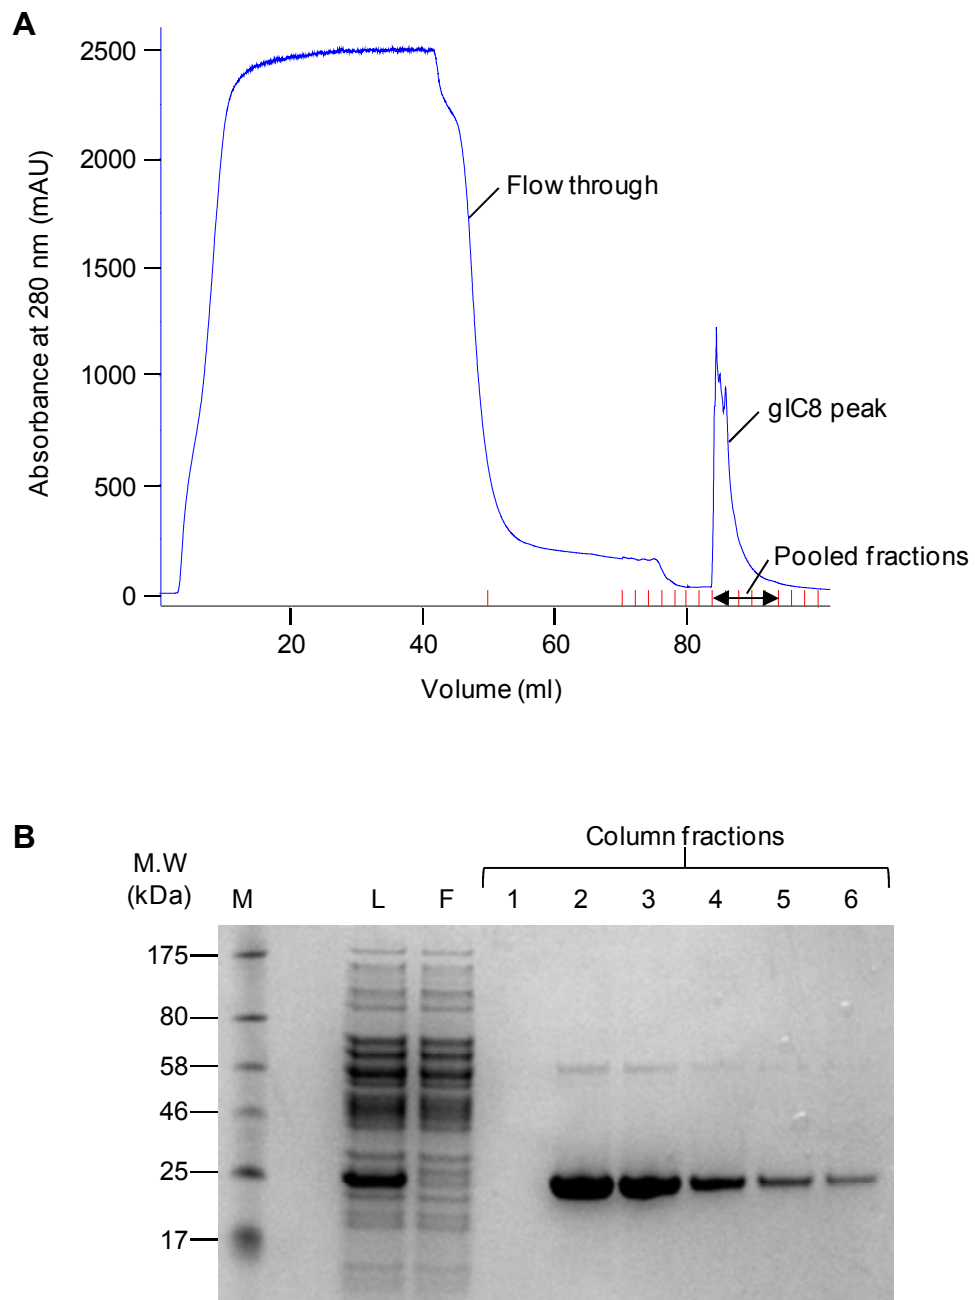 A
Absorbance at 280 nm (mAU)
2500
2000
1500
1000
500
0
Flow through
gIC8 peak
Pooled fractions
20 40 60 80
Volume (ml)
B
Column fractions
M.W
(kDa)
M L F 1 2 3 4 5 6
175
80
58
46
25
17